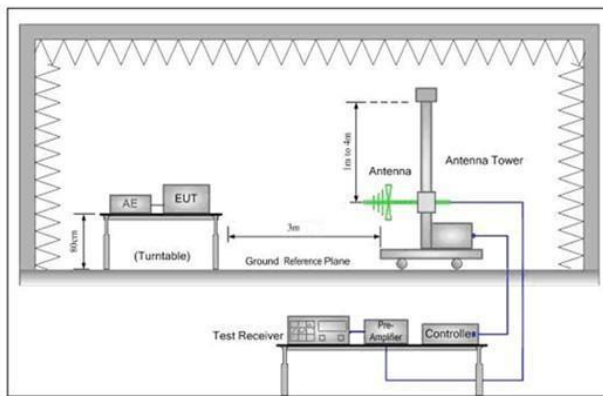 1m to 4m
Antenna
Antenna Tower
AE
EUT
80cm
(Turntable)
3m
Ground Reference Plane
Test Receiver
Pre-
Amplifier
Controller